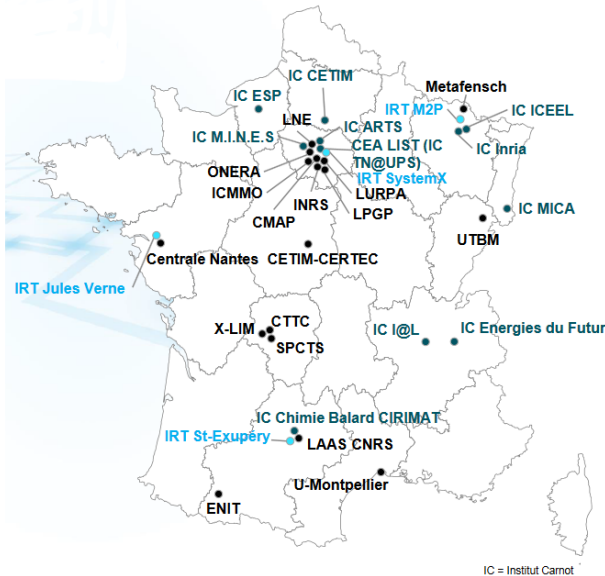 IC CETIM
Metafensch
IC ESP
IRT M2P
IC ICEEL
LNE
IC ARTS
IC M.I.N.E.S
CEA LIST (IC
TN@UPS)
IC Inria
ONERA
IRT SystemX
ICMMO
LURPA
INRS
LPGP
CMAP
IC MICA
UTBM
Centrale Nantes
CETIM-CERTEC
IRT Jules Verne
CTTC
X-LIM
SPCTS
IC I@L
IC Energies du Futur
IC Chimie Balard CIRIMAT
IRT St-Exupéry
LAAS CNRS
U-Montpellier
ENIT
IC = Institut Carnot